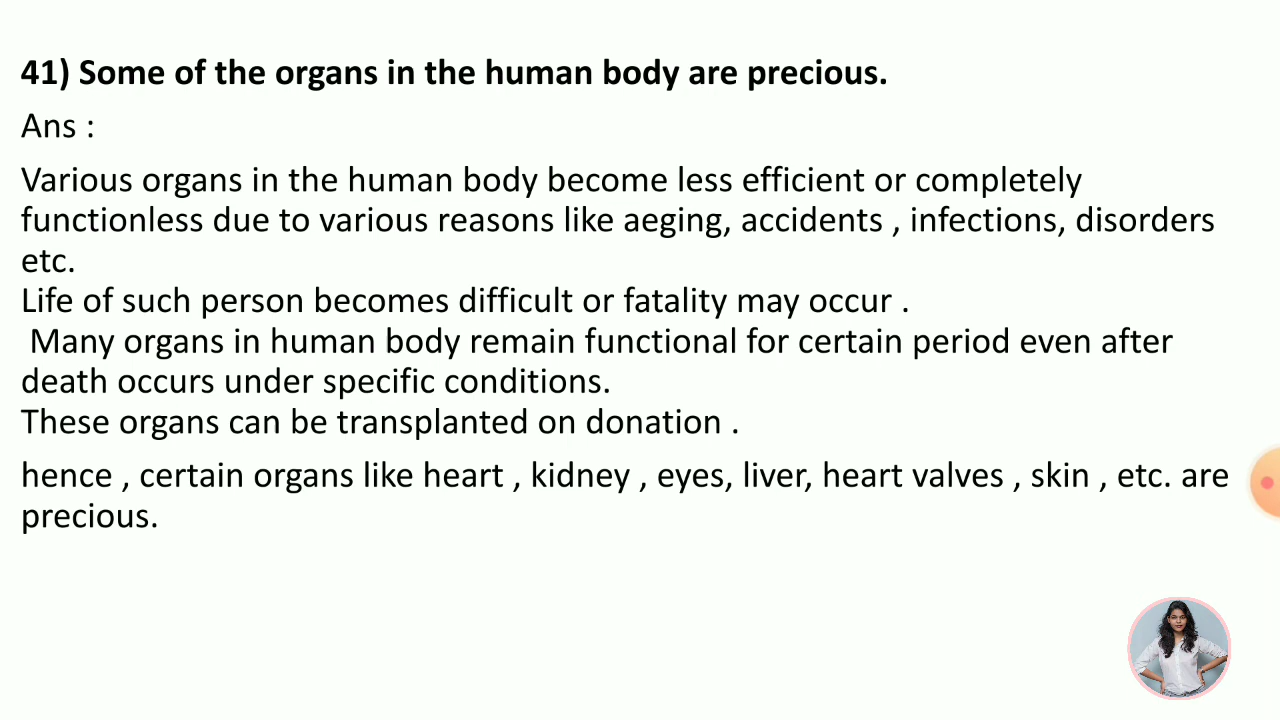 41) Some of the organs in the human body are precious.
Ans :
Various organs in the human body become less efficient or completely
functionless due to various reasons like aeging, accidents , infections, disorders
etc.
Life of such person becomes difficult or fatality may occur .
Many organs in human body remain functional for certain period even after
death occurs under specific conditions.
These organs can be transplanted on donation .
hence , certain organs like heart , kidney , eyes, liver, heart valves , skin , etc. are
precious.